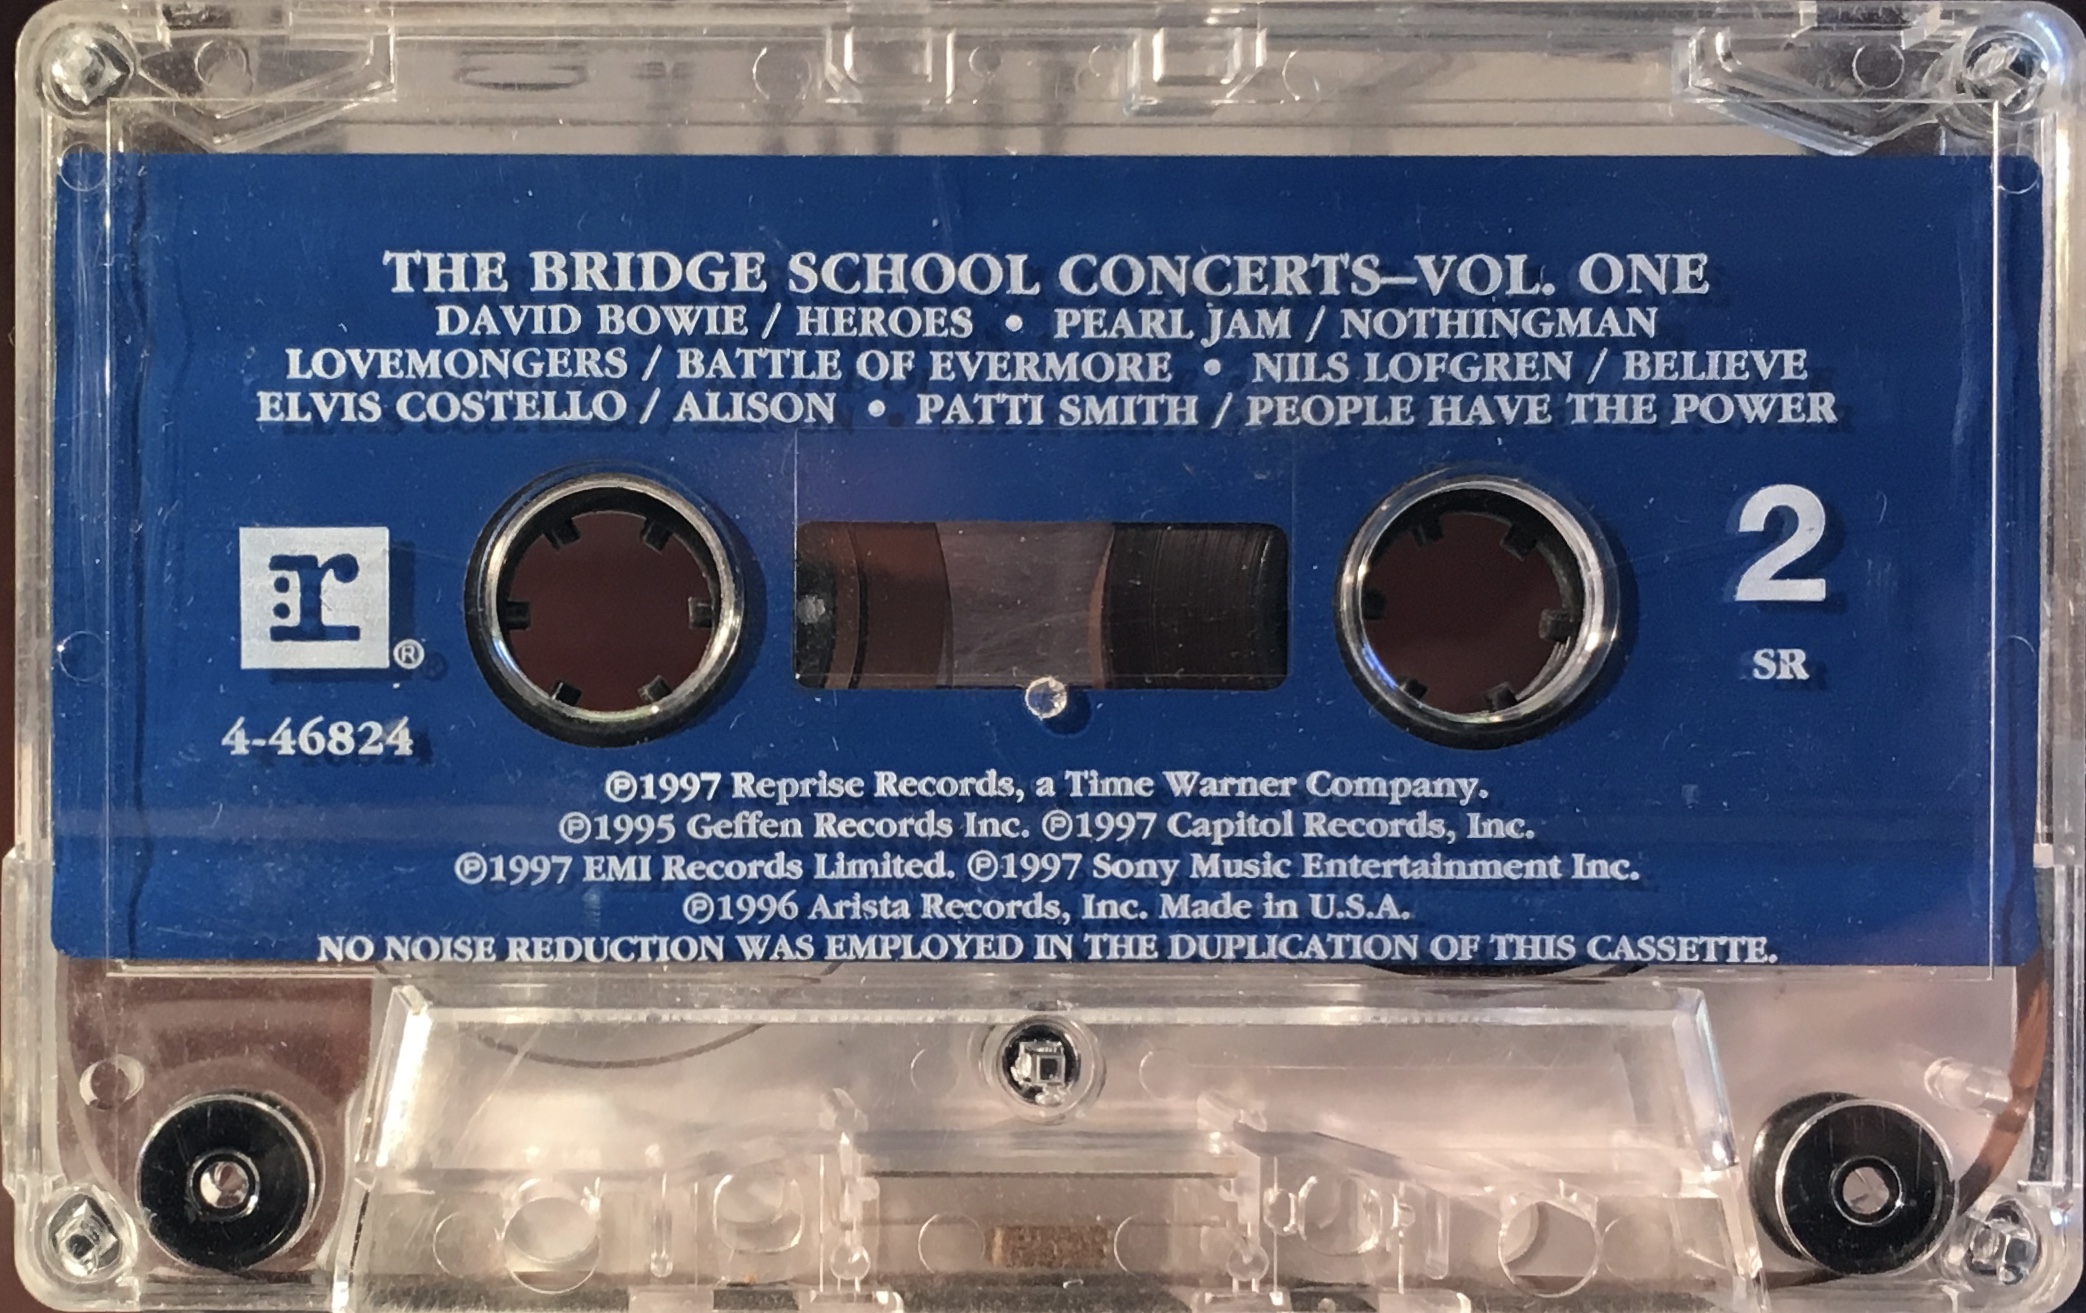 THE BRIDGE SCHOOL CONCERTS–VOL. ONE
DAVID BOWIE / HEROES • PEARL JAM / NOTHINGMAN
LOVEMONGERS / BATTLE OF EVERMORE • NILS LOFGREN / BELIEVE
ELVIS COSTELLO / ALISON • PATTI SMITH / PEOPLE HAVE THE POWER
:r®
4-46824
2
SR
℗1997 Reprise Records, a Time Warner Company.
℗1995 Geffen Records Inc. ℗1997 Capitol Records, Inc.
℗1997 EMI Records Limited. ℗1997 Sony Music Entertainment Inc.
℗1996 Arista Records, Inc. Made in U.S.A.
NO NOISE REDUCTION WAS EMPLOYED IN THE DUPLICATION OF THIS CASSETTE.